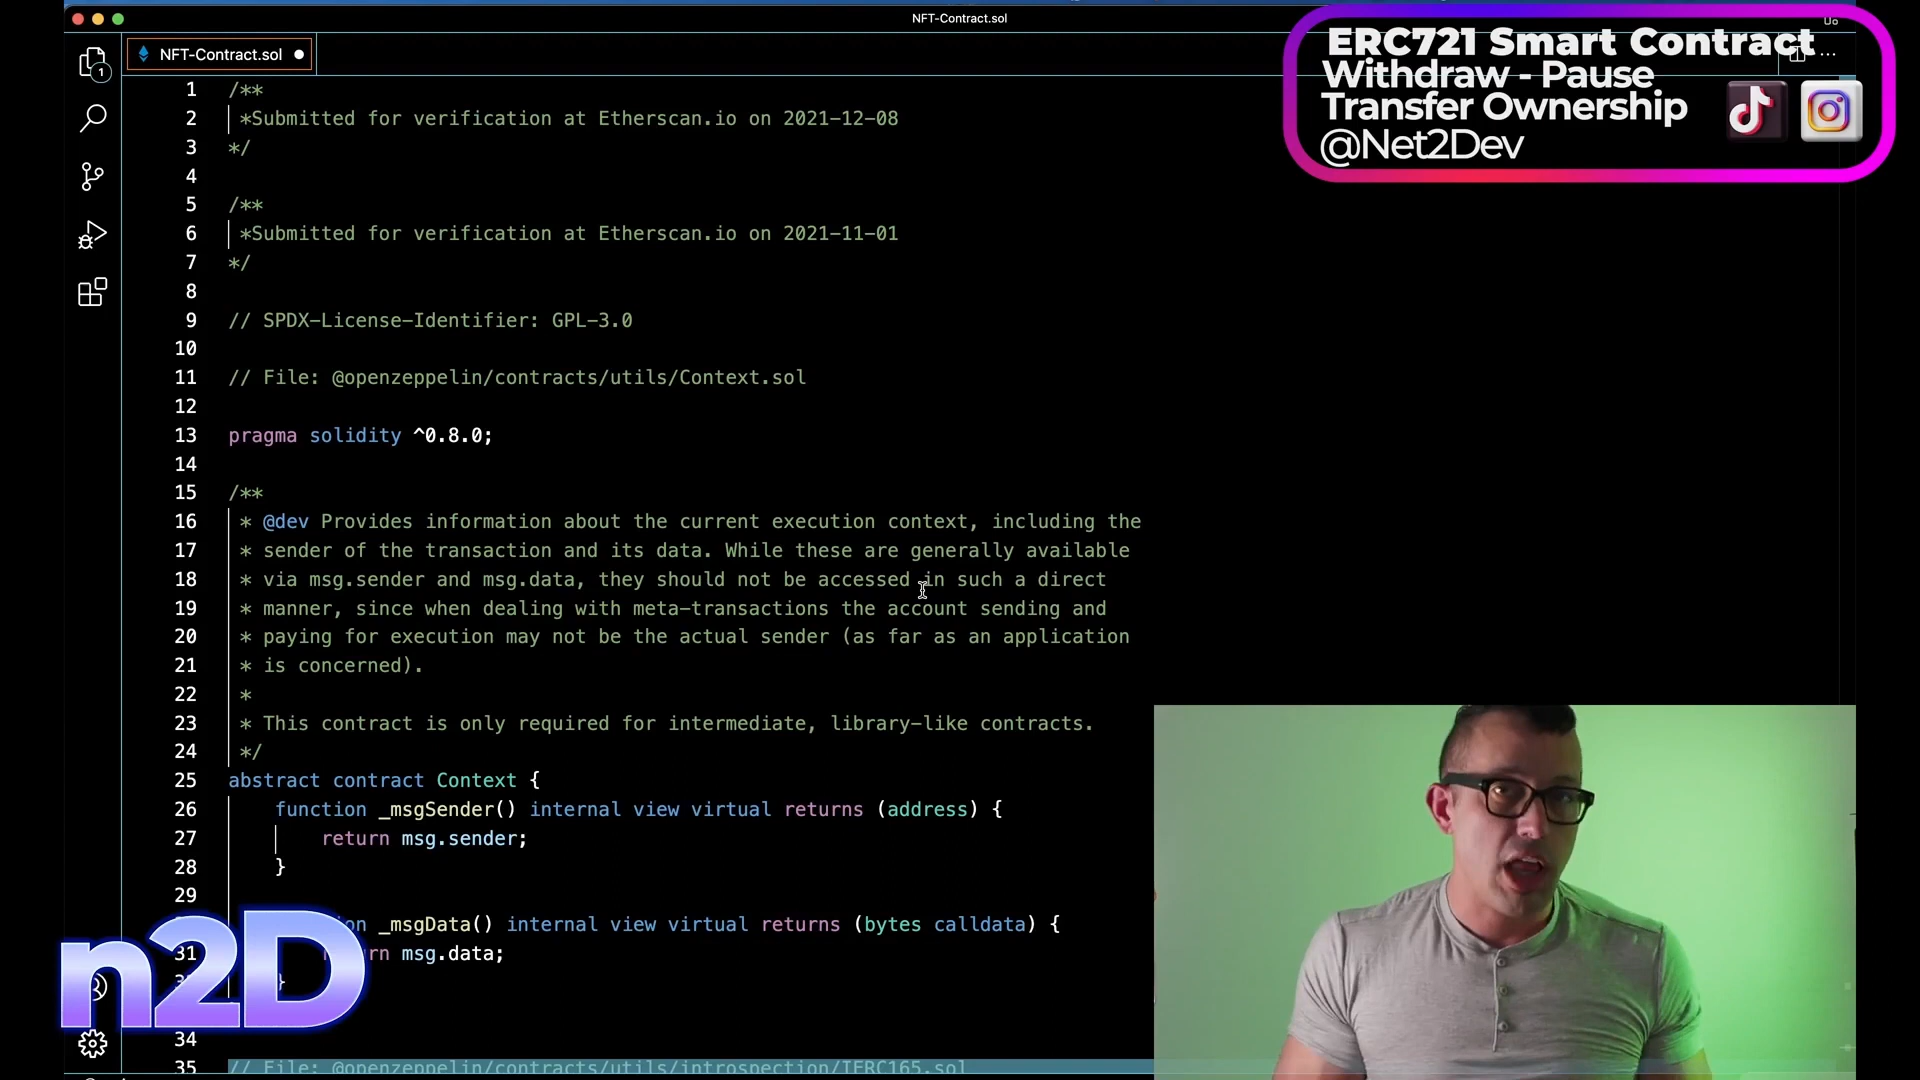 NFT-Contract.sol
NFT-Contract.sol
1
ERC721 Smart Contract
Withdraw - Pause
Transfer Ownership
@Net2Dev
1 /**
2 *Submitted for verification at Etherscan.io on 2021-12-08
3 */
4
5 /**
6 *Submitted for verification at Etherscan.io on 2021-11-01
7 */
8
9 // SPDX-License-Identifier: GPL-3.0
10
11 // File: @openzeppelin/contracts/utils/Context.sol
12
13 pragma solidity ^0.8.0;
14
15 /**
16 * @dev Provides information about the current execution context, including the
17 * sender of the transaction and its data. While these are generally available
18 * via msg.sender and msg.data, they should not be accessed in such a direct
19 * manner, since when dealing with meta-transactions the account sending and
20 * paying for execution may not be the actual sender (as far as an application
21 * is concerned).
22 *
23 * This contract is only required for intermediate, library-like contracts.
24 */
25 abstract contract Context {
26 function _msgSender() internal view virtual returns (address) {
27 return msg.sender;
28 }
29
_msgData() internal view virtual returns (bytes calldata) {
31 msg.data;
}
34
35 // File: @openzeppelin/contracts/utils/introspection/IERC165.sol
n2D